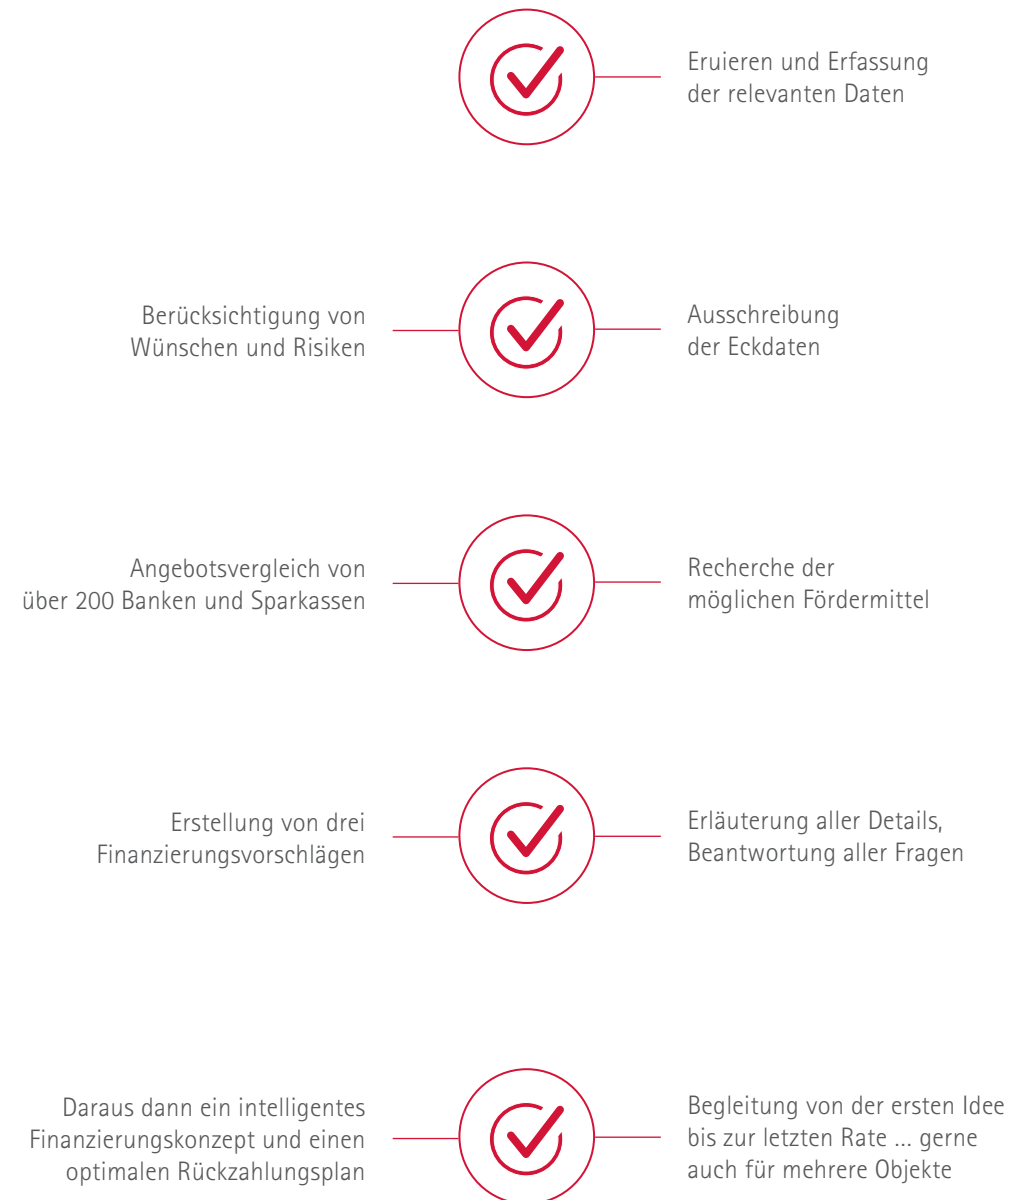 Eruieren und Erfassung
der relevanten Daten
Berücksichtigung von
Wünschen und Risiken
Ausschreibung
der Eckdaten
Angebotsvergleich von
über 200 Banken und Sparkassen
Recherche der
möglichen Fördermittel
Erstellung von drei
Finanzierungsvorschlägen
Erläuterung aller Details,
Beantwortung aller Fragen
Daraus dann ein intelligentes
Finanzierungskonzept und einen
optimalen Rückzahlungsplan
Begleitung von der ersten Idee
bis zur letzten Rate ... gerne
auch für mehrere Objekte